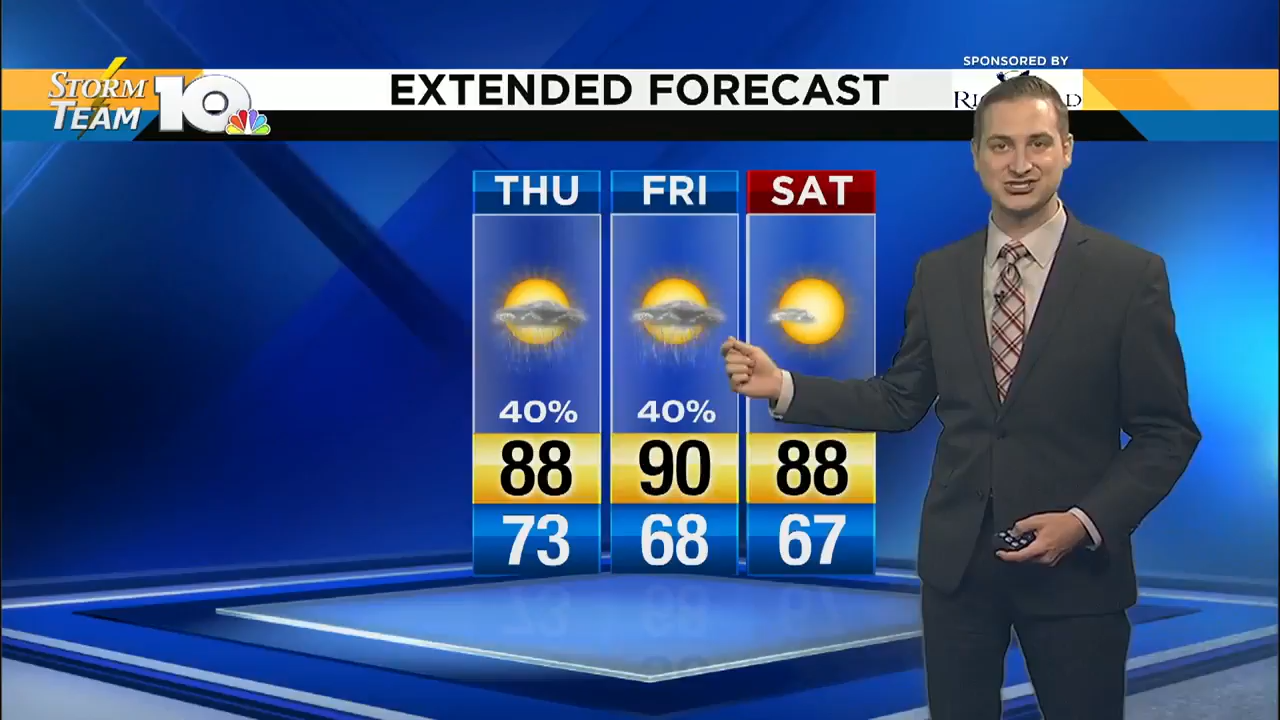 SPONSORED BY
STORM
TEAM
10
EXTENDED FORECAST
THU
FRI
SAT
40%
40%
88
90
88
73
68
67